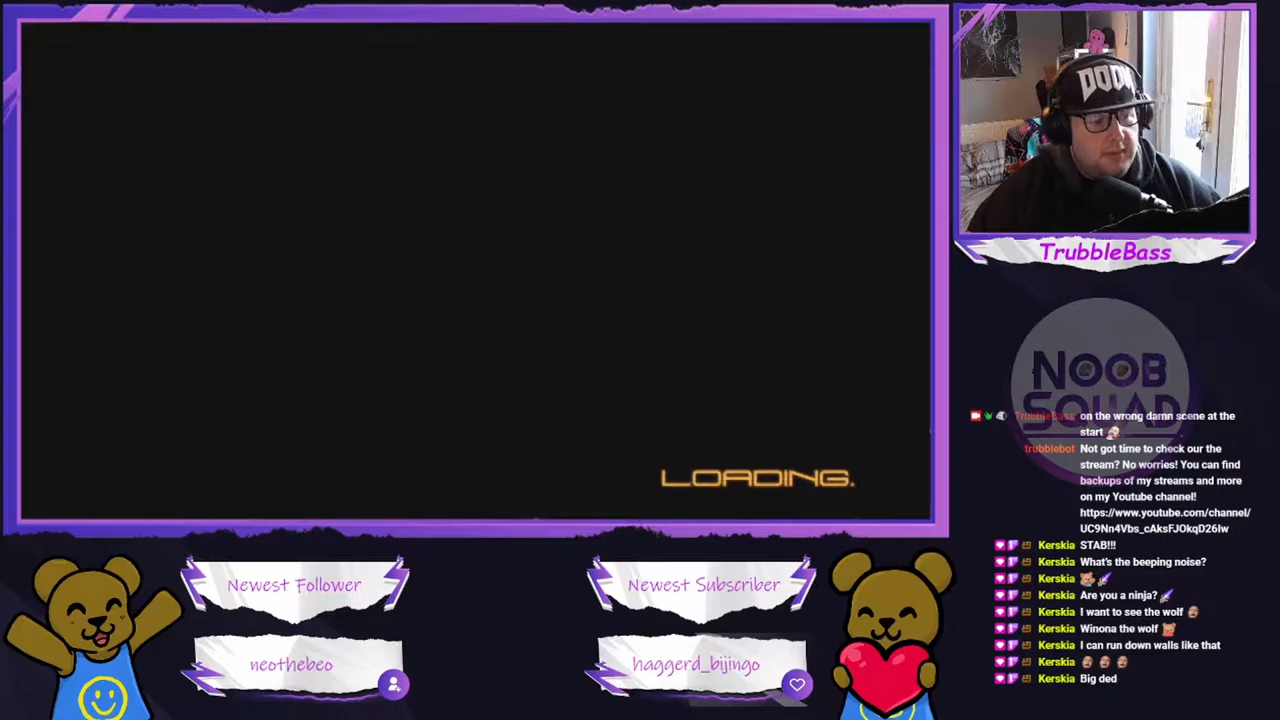 DOOM
TrubbleBass
NOOB
SQUAD
TrubbleBass on the wrong damn scene at the
start
trubblebot Not got time to check our the
stream? No worries! You can find
backups of my streams and more
on my Youtube channel!
https://www.youtube.com/channel/
UC9Nn4Vbs_cAksFJOkqD26Iw
Kerskia STAB!!!
Kerskia What's the beeping noise?
Kerskia
Kerskia Are you a ninja?
Kerskia I want to see the wolf
Kerskia Winona the wolf
Kerskia I can run down walls like that
Kerskia
Kerskia Big ded
LOADING.
Newest Follower
neothebeo
Newest Subscriber
haggerd_bijingo